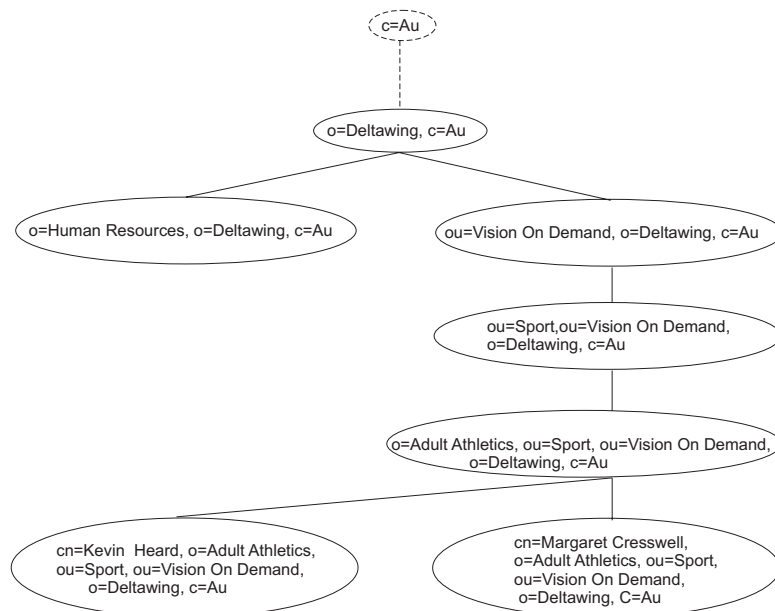 c=Au
o=Deltawing, c=Au
o=Human Resources, o=Deltawing, c=Au
ou=Vision On Demand, o=Deltawing, c=Au
ou=Sport,ou=Vision On Demand,
o=Deltawing, c=Au
o=Adult Athletics, ou=Sport, ou=Vision On Demand,
o=Deltawing, c=Au
cn=Kevin Heard, o=Adult Athletics,
ou=Sport, ou=Vision On Demand,
o=Deltawing, c=Au
cn=Margaret Cresswell,
o=Adult Athletics, ou=Sport,
ou=Vision On Demand,
o=Deltawing, C=Au